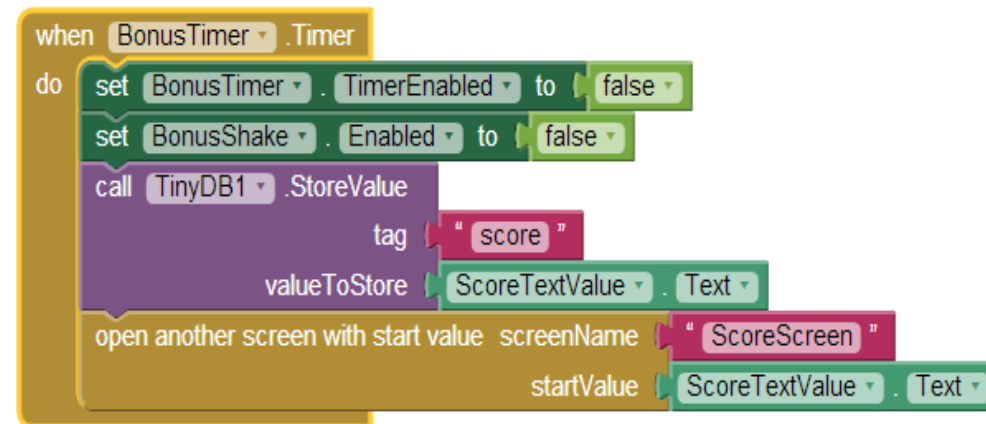 when BonusTimer .Timer
do set BonusTimer . TimerEnabled to false
set BonusShake . Enabled to false
call TinyDB1 .StoreValue
tag " score "
valueToStore ScoreTextValue . Text
open another screen with start value screenName " ScoreScreen "
startValue ScoreTextValue . Text